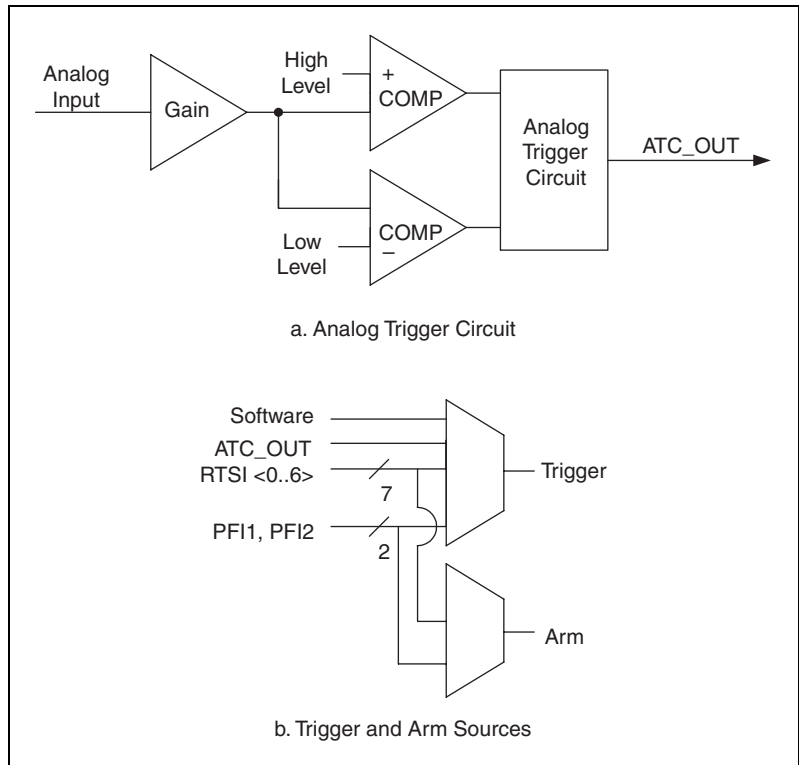 Analog
Input
Gain
High
Level
+
COMP
COMP
–
Low
Level
Analog
Trigger
Circuit
ATC_OUT
a. Analog Trigger Circuit
Software
ATC_OUT
RTSI <0..6>
7
PFI1, PFI2
2
Trigger
Arm
b. Trigger and Arm Sources